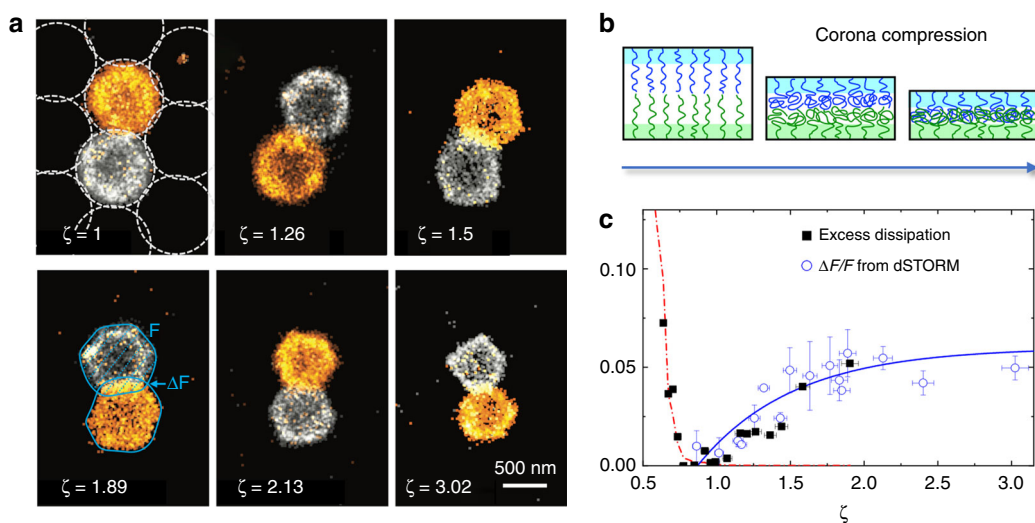 a
ζ = 1
ζ = 1.26
ζ = 1.5
F
ΔF
ζ = 1.89
ζ = 2.13
ζ = 3.02
500 nm
b
Corona compression
c
Excess dissipation
ΔF/F from dSTORM
0.10
0.05
0.00
0.5 1.0 1.5 2.0 2.5 3.0
ζ